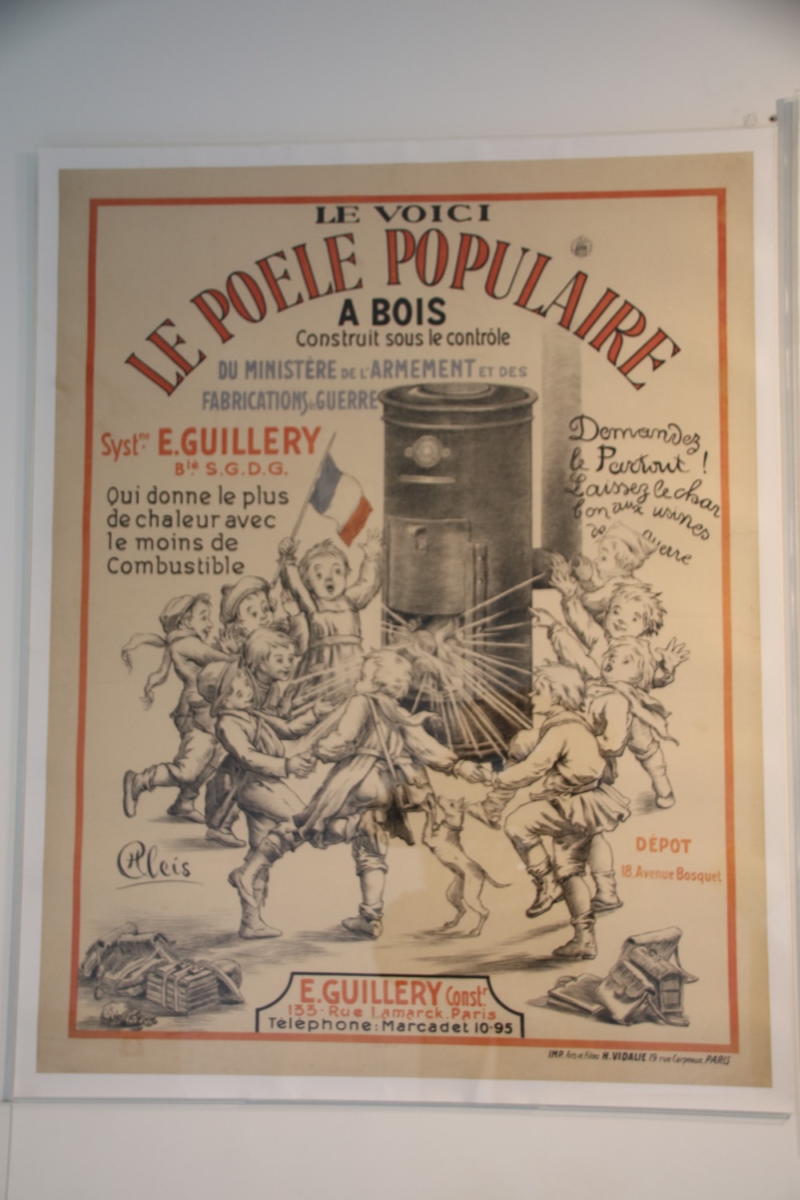 LE VOICI
LE POELE POPULAIRE
A BOIS
Construit sous le contrôle
DU MINISTÈRE DE L'ARMEMENT ET DES
FABRICATIONS DE GUERRE
Systme E.GUILLERY
Bté S.G.D.G.
Qui donne le plus
de chaleur avec
le moins de
Combustible
Demandez
le Partout !
Laissez le char
bon aux usines
de guerre
DÉPOT
18. Avenue Bosquet
E.GUILLERY Constr
133 - Rue Lamarck. Paris
Téléphone: Marcadet 10-95
IMP. H. VIDALIE 19 rue Carpeaux. PARIS